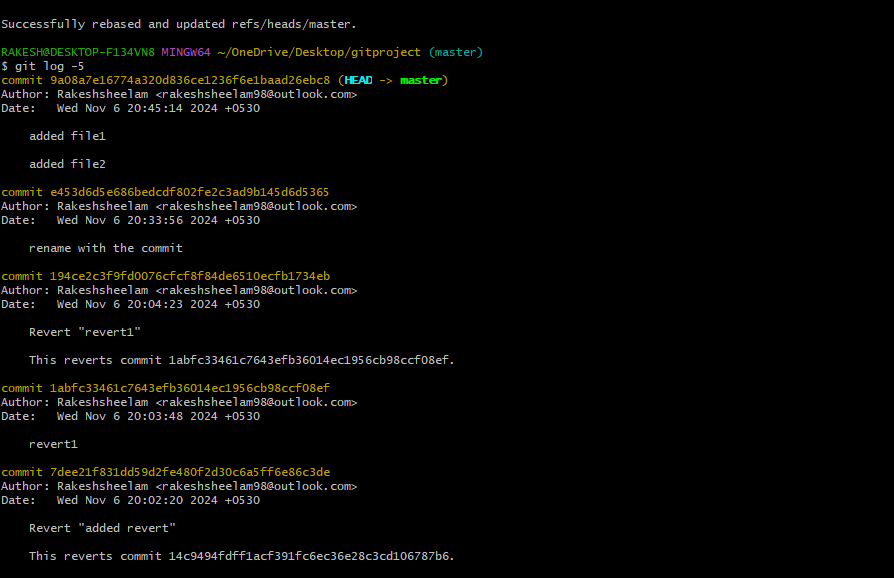 Successfully rebased and updated refs/heads/master.
RAKESH@DESKTOP-F134VN8 MINGW64 ~/OneDrive/Desktop/gitproject (master)
$ git log -5
commit 9a08a7e16774a320d836ce1236f6e1baad26ebc8 (HEAD -> master)
Author: Rakeshsheelam <rakeshsheelam98@outlook.com>
Date:   Wed Nov 6 20:45:14 2024 +0530
    added file1
    added file2
commit e453d6d5e686bedcdf802fe2c3ad9b145d6d5365
Author: Rakeshsheelam <rakeshsheelam98@outlook.com>
Date:   Wed Nov 6 20:33:56 2024 +0530
    rename with the commit
commit 194ce2c3f9fd0076cfcf8f84de6510ecfb1734eb
Author: Rakeshsheelam <rakeshsheelam98@outlook.com>
Date:   Wed Nov 6 20:04:23 2024 +0530
    Revert "revert1"
    This reverts commit 1abfc33461c7643efb36014ec1956cb98ccf08ef.
commit 1abfc33461c7643efb36014ec1956cb98ccf08ef
Author: Rakeshsheelam <rakeshsheelam98@outlook.com>
Date:   Wed Nov 6 20:03:48 2024 +0530
    revert1
commit 7dee21f831dd59d2fe480f2d30c6a5ff6e86c3de
Author: Rakeshsheelam <rakeshsheelam98@outlook.com>
Date:   Wed Nov 6 20:02:20 2024 +0530
    Revert "added revert"
    This reverts commit 14c9494fdff1acf391fc6ec36e28c3cd106787b6.